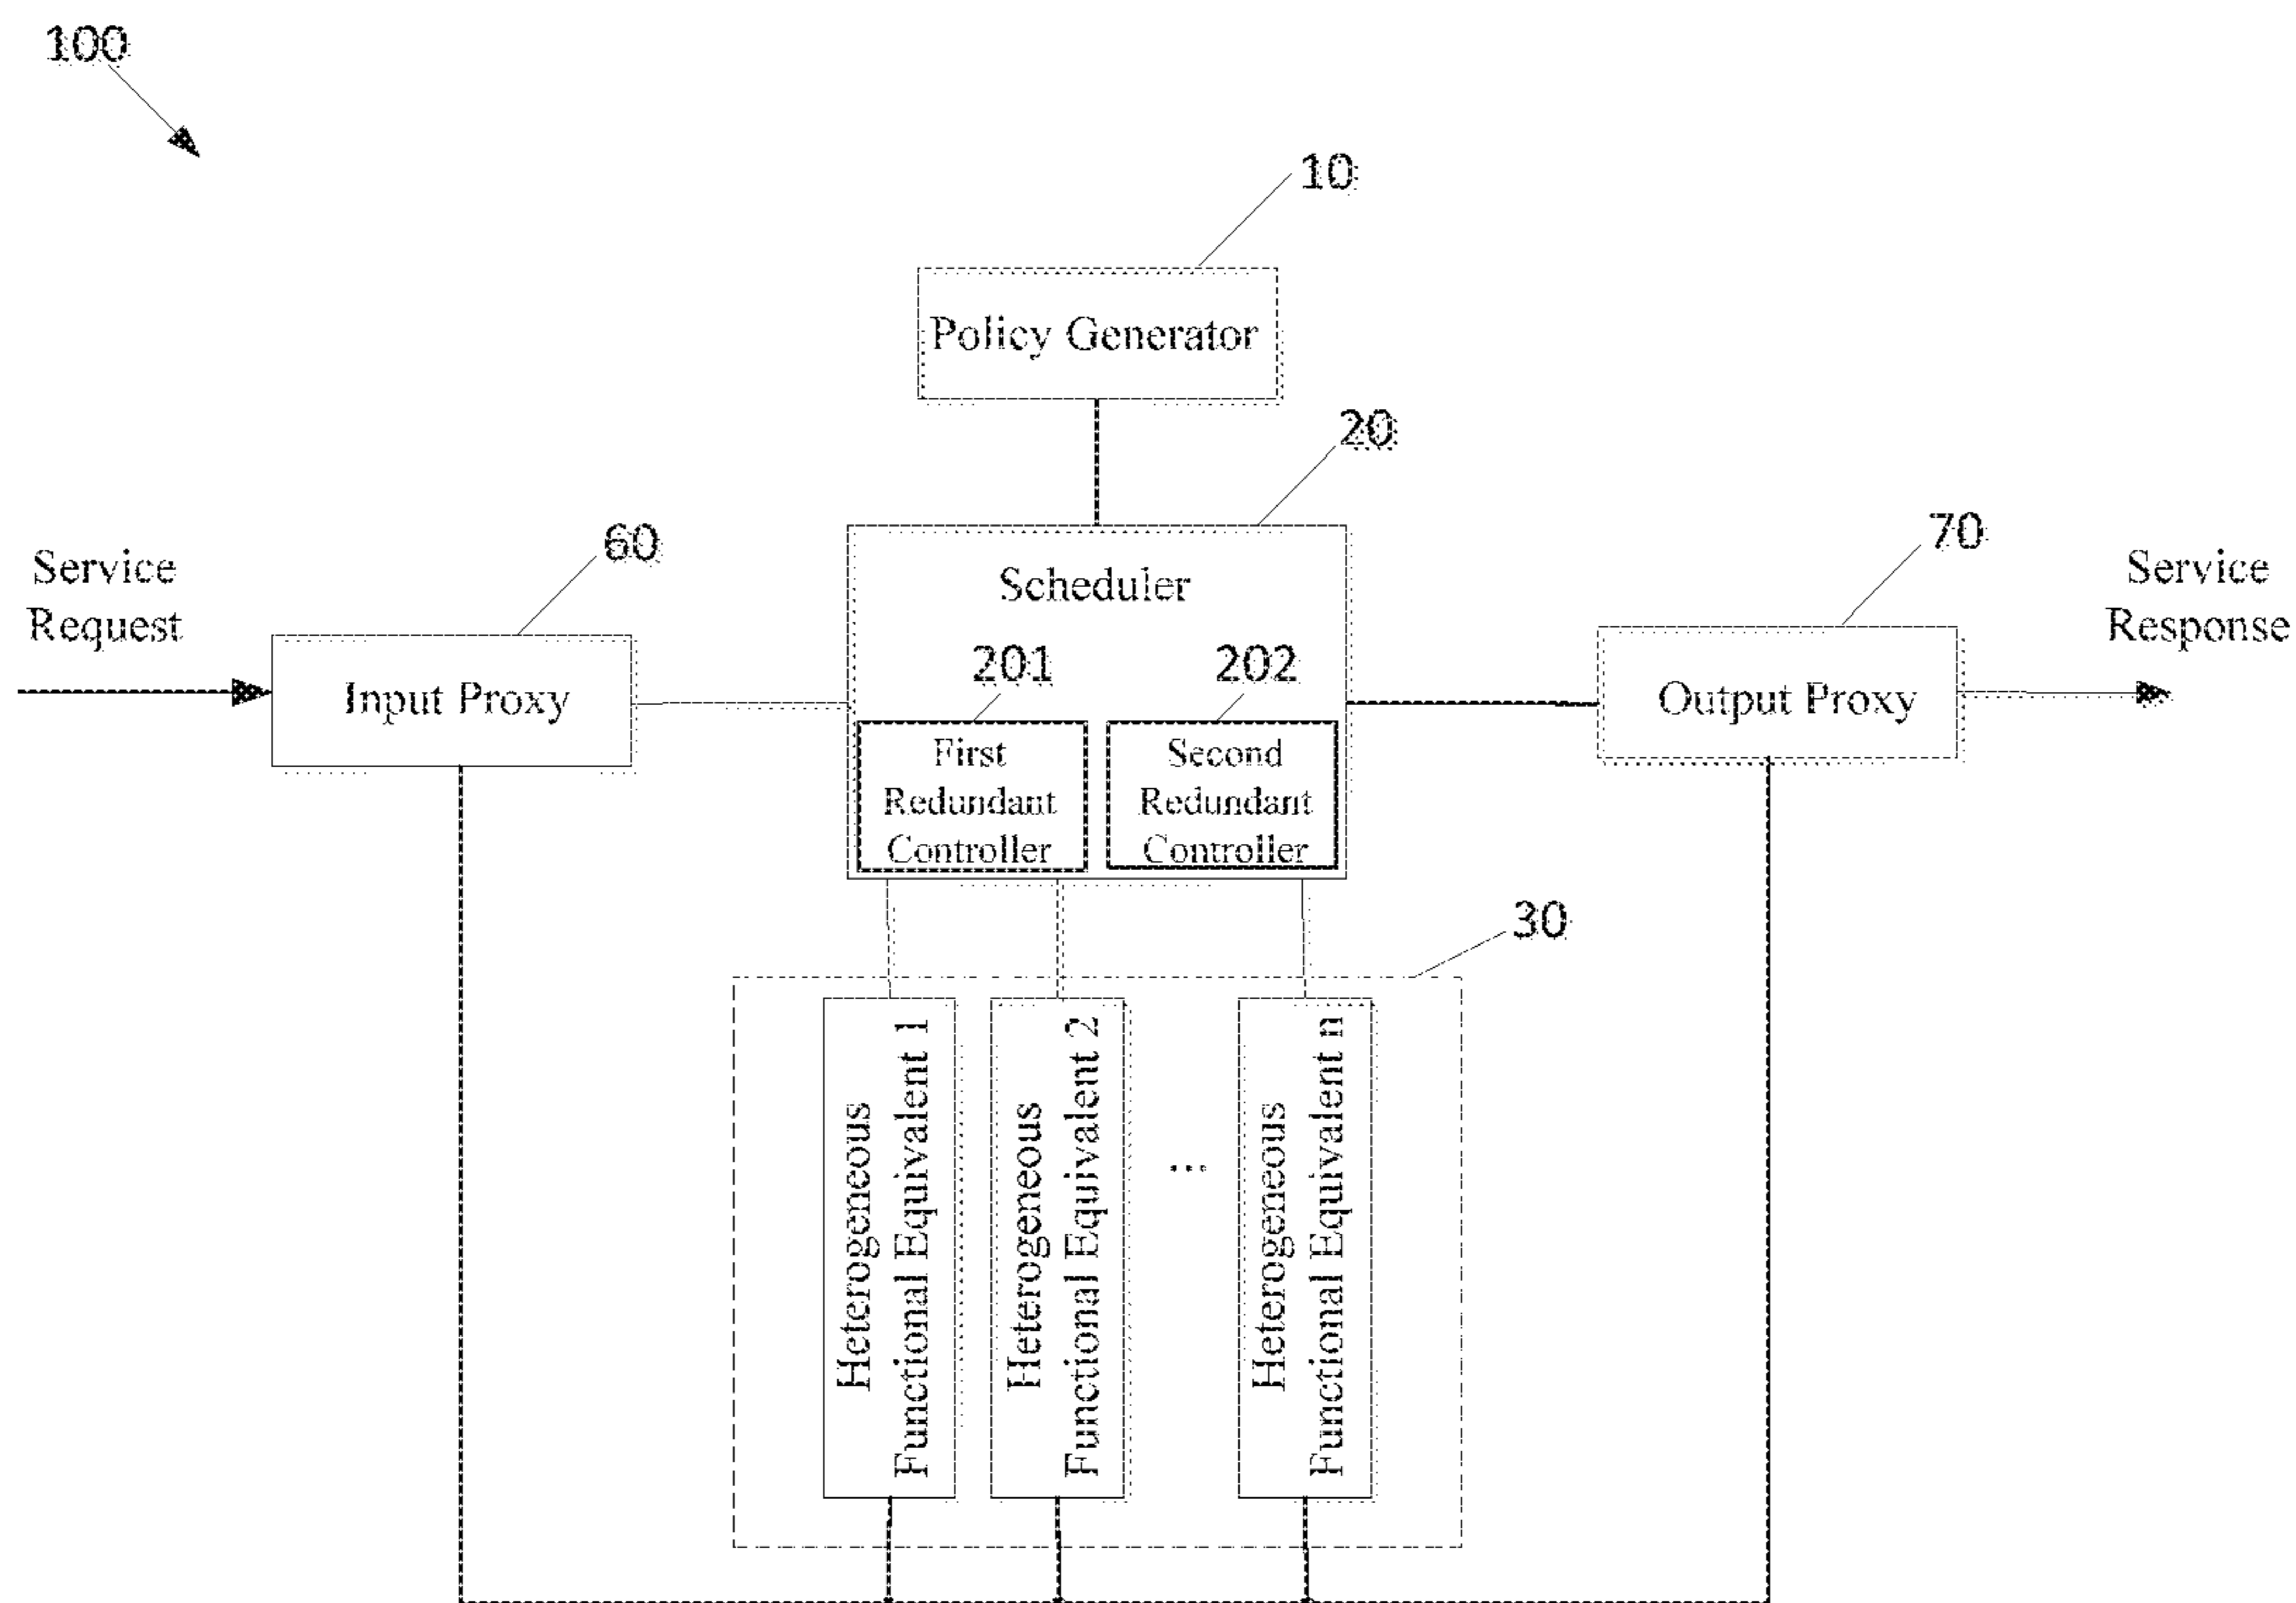 100
10
Policy Generator
20
60
70
Service
Request
Scheduler
Service
Response
201
202
Input Proxy
Output Proxy
First
Redundant
Controller
Second
Redundant
Controller
30
Heterogeneous
Functional Equivalent 1
Heterogeneous
Functional Equivalent 2
...
Heterogeneous
Functional Equivalent n